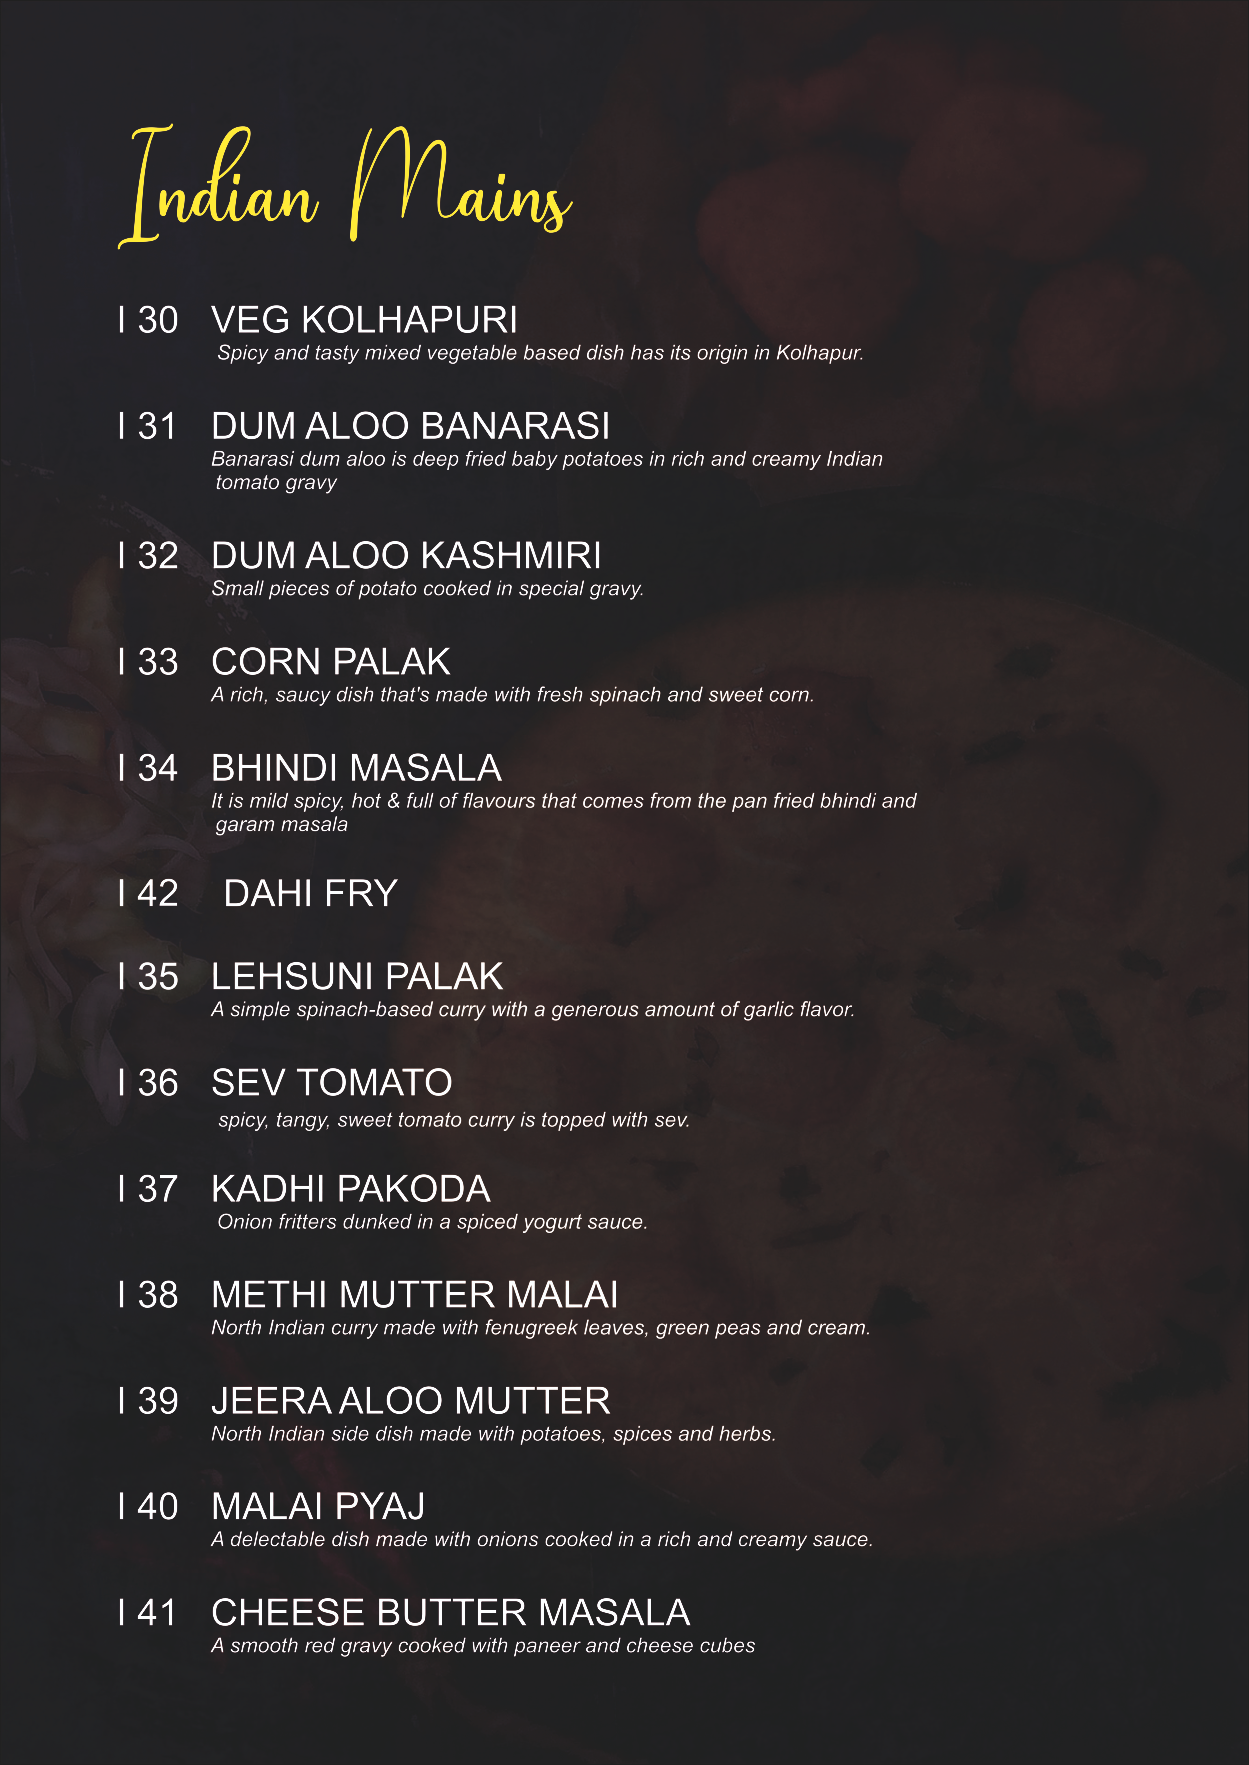 Indian Mains
I 30 VEG KOLHAPURI
Spicy and tasty mixed vegetable based dish has its origin in Kolhapur.
I 31 DUM ALOO BANARASI
Banarasi dum aloo is deep fried baby potatoes in rich and creamy Indian
tomato gravy
I 32 DUM ALOO KASHMIRI
Small pieces of potato cooked in special gravy.
I 33 CORN PALAK
A rich, saucy dish that's made with fresh spinach and sweet corn.
I 34 BHINDI MASALA
It is mild spicy, hot & full of flavours that comes from the pan fried bhindi and
garam masala
I 42 DAHI FRY
I 35 LEHSUNI PALAK
A simple spinach-based curry with a generous amount of garlic flavor.
I 36 SEV TOMATO
spicy, tangy, sweet tomato curry is topped with sev.
I 37 KADHI PAKODA
Onion fritters dunked in a spiced yogurt sauce.
I 38 METHI MUTTER MALAI
North Indian curry made with fenugreek leaves, green peas and cream.
I 39 JEERA ALOO MUTTER
North Indian side dish made with potatoes, spices and herbs.
I 40 MALAI PYAJ
A delectable dish made with onions cooked in a rich and creamy sauce.
I 41 CHEESE BUTTER MASALA
A smooth red gravy cooked with paneer and cheese cubes